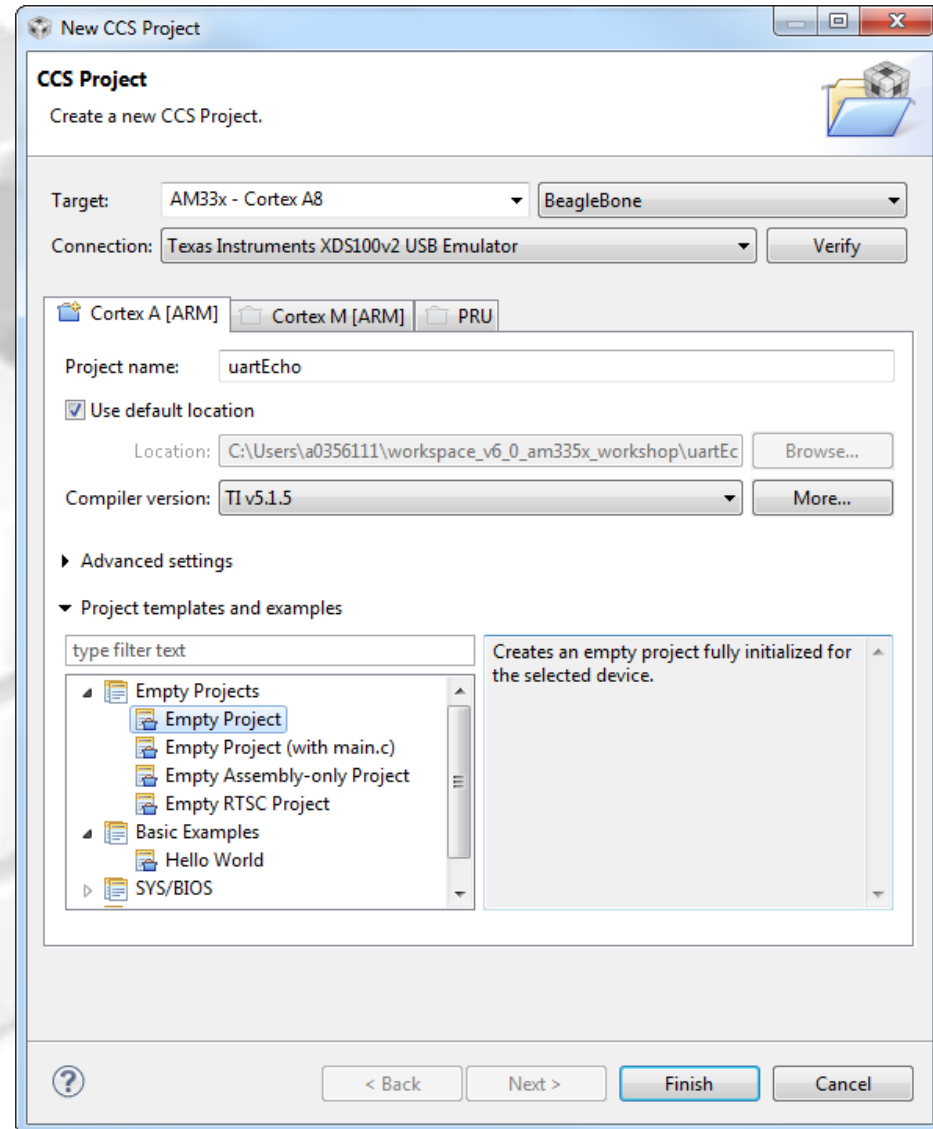 New CCS Project
CCS Project
Create a new CCS Project.
Target: AM33x - Cortex A8 BeagleBone
Connection: Texas Instruments XDS100v2 USB Emulator Verify
Cortex A [ARM] Cortex M [ARM] PRU
Project name: uartEcho
Use default location
Location: C:\Users\a0356111\workspace_v6_0_am335x_workshop\uartEc Browse...
Compiler version: TI v5.1.5 More...
Advanced settings
Project templates and examples
type filter text
Empty Projects
Empty Project
Empty Project (with main.c)
Empty Assembly-only Project
Empty RTSC Project
Basic Examples
Hello World
SYS/BIOS
Creates an empty project fully initialized for
the selected device.
? < Back Next > Finish Cancel